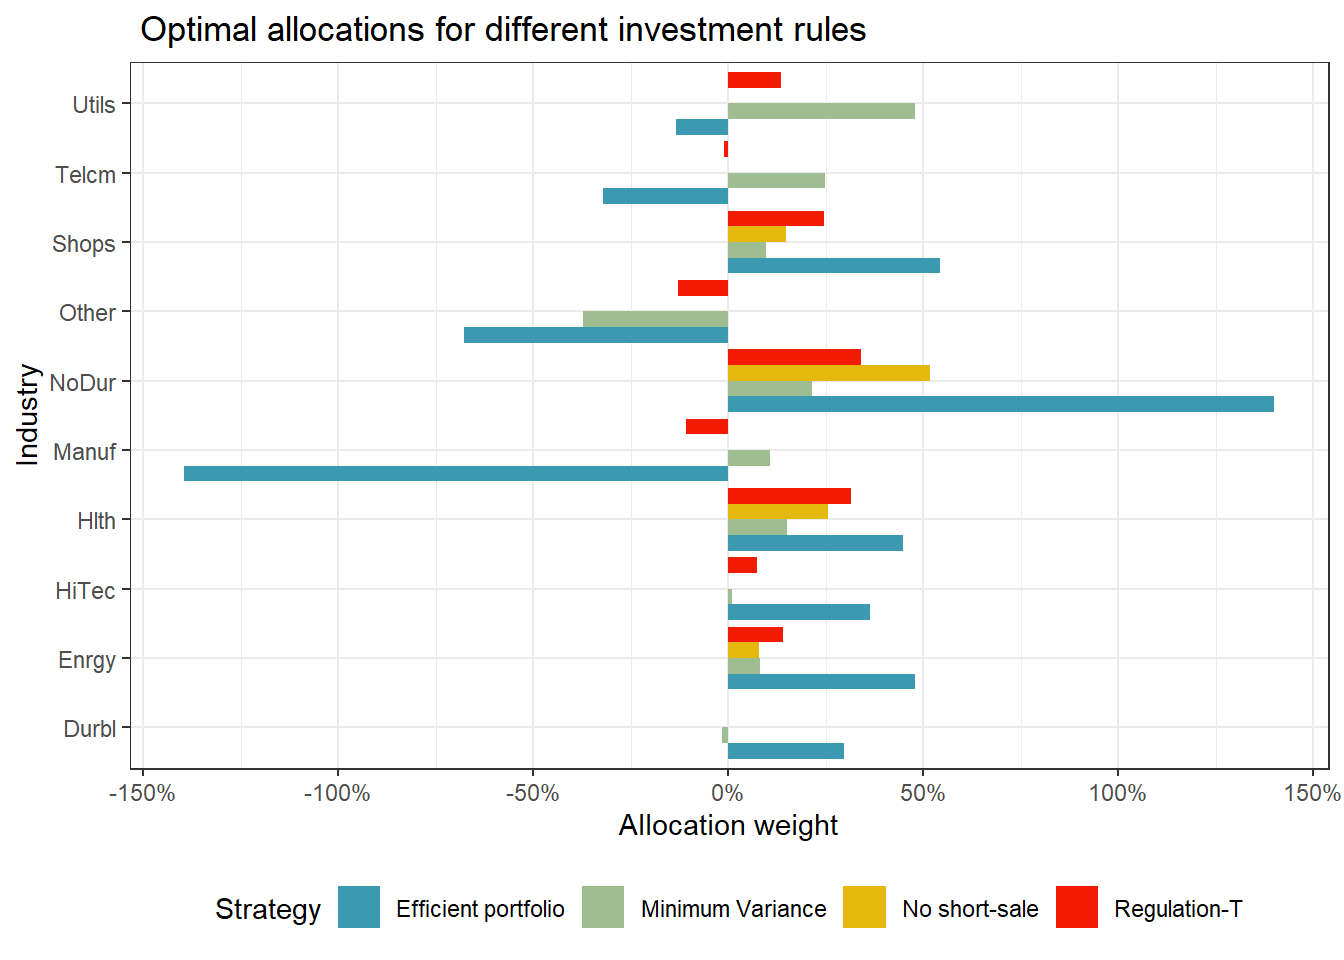 Optimal allocations for different investment rules
Utils
Telcm
Shops
Other
NoDur
Manuf
Hlth
HiTec
Enrgy
Durbl
Industry
-150% -100% -50% 0% 50% 100% 150%
Allocation weight
Strategy Efficient portfolio Minimum Variance No short-sale Regulation-T